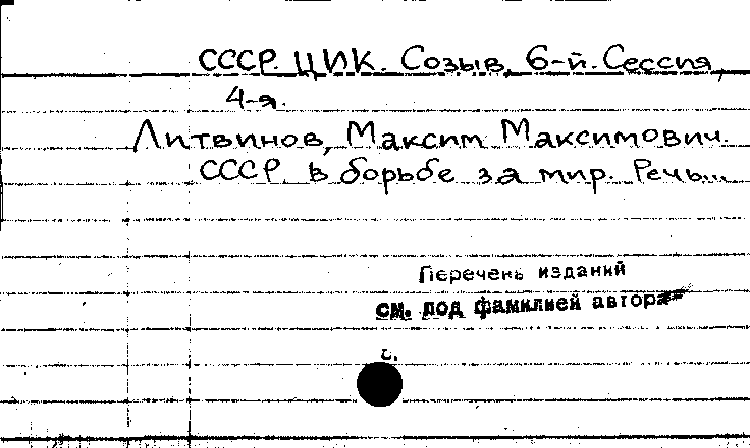 СССР. ЦИК. Созыв, 6-й. Сессия,
4-я.
Литвинов, Максим Максимович.
СССР в борьбе за мир. Речь...
Перечень изданий
см. под фамилией автора
с.